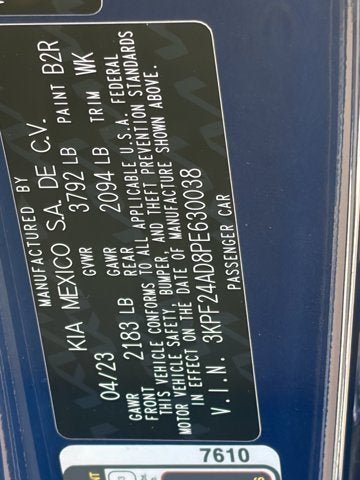 MANUFACTURED BY
KIA MEXICO S.A. DE C.V.
04/23 GVWR 3792 LB PAINT B2R
GAWR FRONT 2183 LB GAWR REAR 2094 LB TRIM WK
THIS VEHICLE CONFORMS TO ALL APPLICABLE U.S.A. FEDERAL
MOTOR VEHICLE SAFETY, BUMPER, AND THEFT PREVENTION STANDARDS
IN EFFECT ON THE DATE OF MANUFACTURE SHOWN ABOVE.
V.I.N. 3KPF24AD8PE630038
PASSENGER CAR
7610